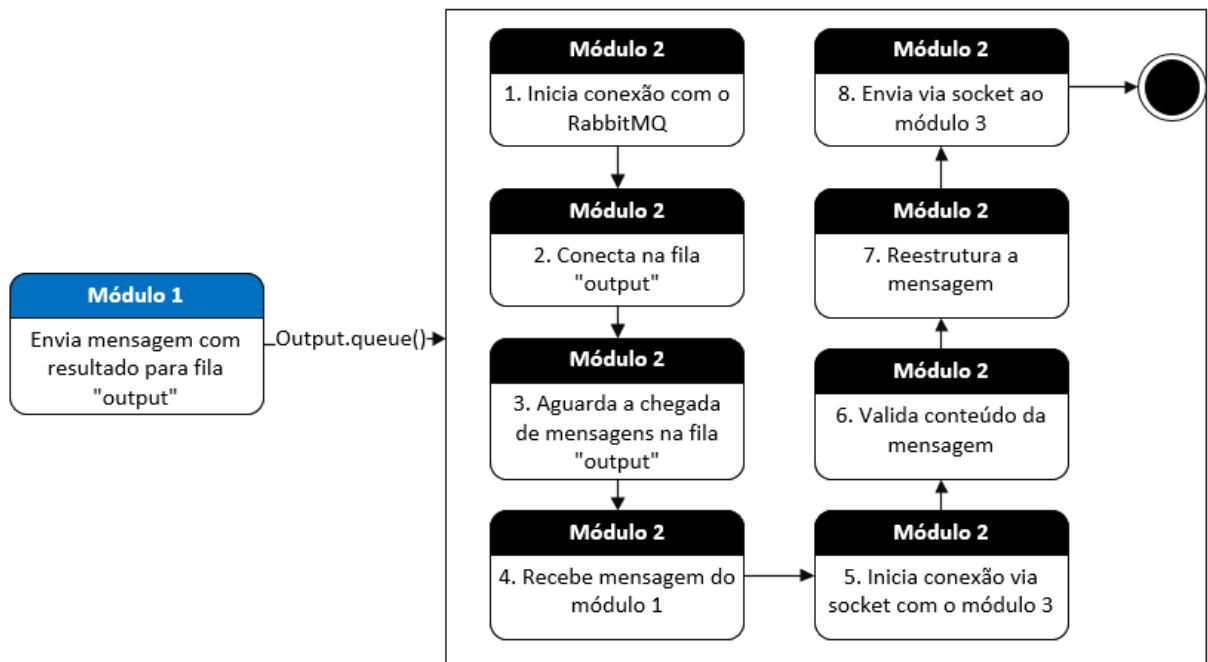 Módulo 1
Envia mensagem com
resultado para fila
"output"
Output.queue()
Módulo 2
1. Inicia conexão com o
RabbitMQ
Módulo 2
2. Conecta na fila
"output"
Módulo 2
3. Aguarda a chegada
de mensagens na fila
"output"
Módulo 2
4. Recebe mensagem do
módulo 1
Módulo 2
5. Inicia conexão via
socket com o módulo 3
Módulo 2
6. Valida conteúdo da
mensagem
Módulo 2
7. Reestrutura a
mensagem
Módulo 2
8. Envia via socket ao
módulo 3